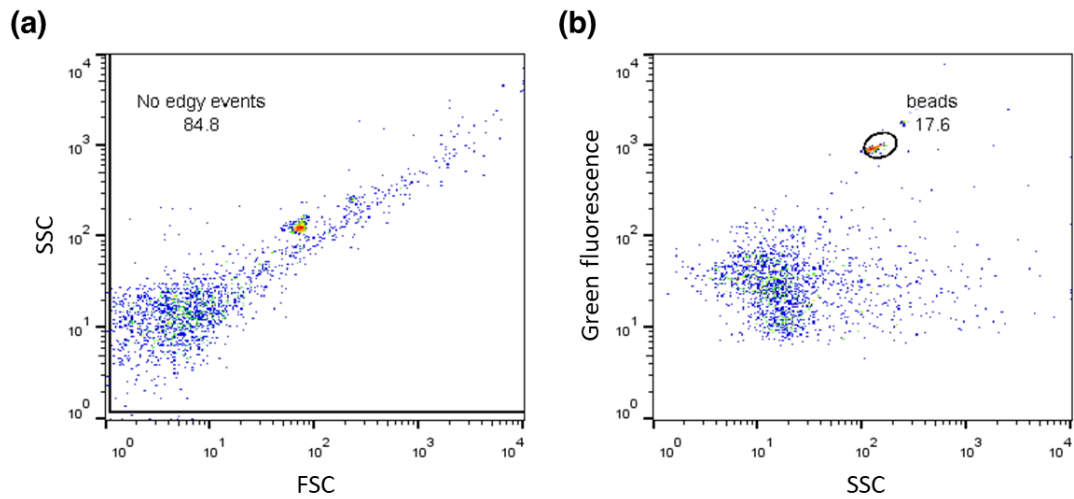 (a)
SSC
10^4
10^3
10^2
10^1
10^0
No edgy events
84.8
10^0 10^1 10^2 10^3 10^4
FSC
(b)
Green fluorescence
10^4
10^3
10^2
10^1
10^0
beads
17.6
10^0 10^1 10^2 10^3 10^4
SSC